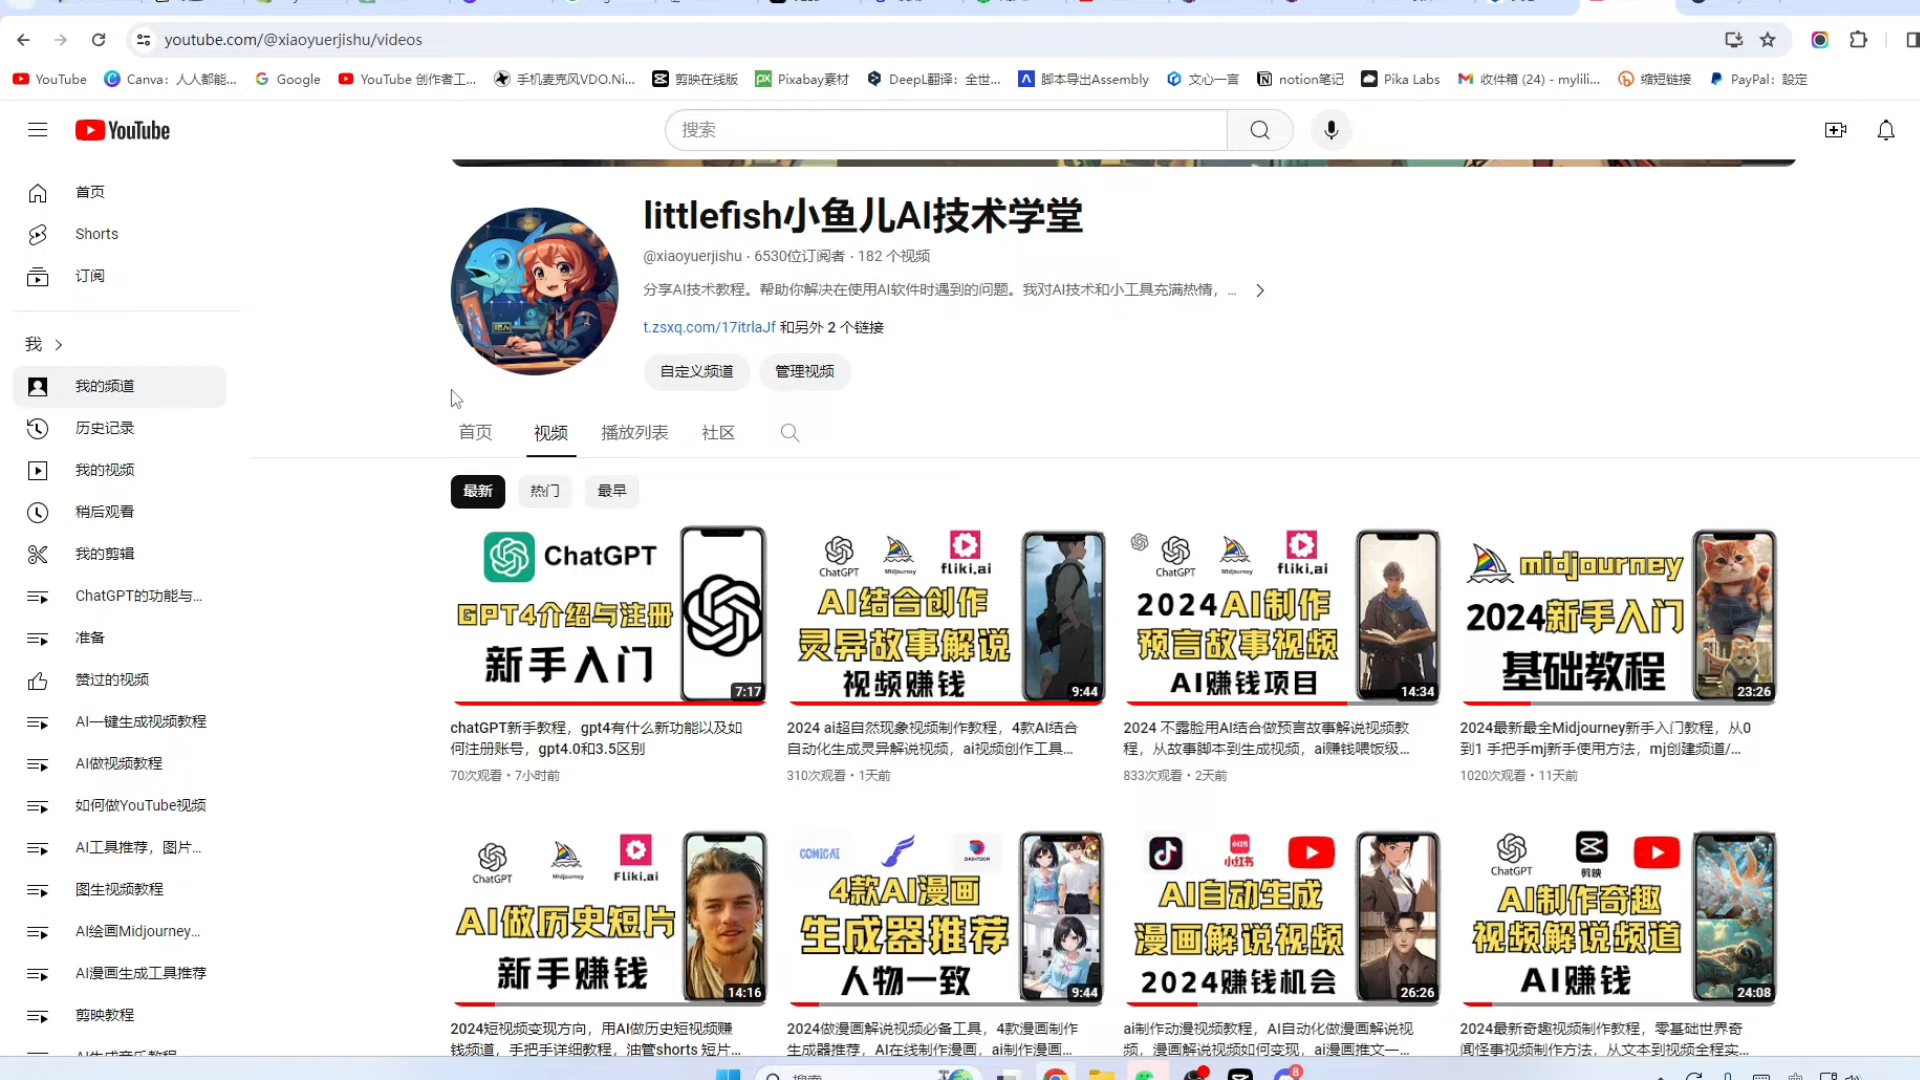 youtube.com/@xiaoyuerjishu/videos
YouTube
Canva：人人都能...
Google
YouTube 创作者工...
手机麦克风VDO.Ni...
剪映在线版
Pixabay素材
DeepL翻译：全世...
脚本导出Assembly
文心一言
notion笔记
Pika Labs
收件箱 (24) - mylili...
缩短链接
PayPal：設定
YouTube
搜索
首页
Shorts
订阅
我
我的频道
历史记录
我的视频
稍后观看
我的剪辑
ChatGPT的功能与...
准备
赞过的视频
AI一键生成视频教程
AI做视频教程
如何做YouTube视频
AI工具推荐，图片...
图生视频教程
AI绘画Midjourney...
AI漫画生成工具推荐
剪映教程
AI生成音乐教程
littlefish小鱼儿AI技术学堂
@xiaoyuerjishu · 6530位订阅者 · 182 个视频
分享AI技术教程。帮助你解决在使用AI软件时遇到的问题。我对AI技术和小工具充满热情，...
t.zsxq.com/17itrlaJf 和另外 2 个链接
自定义频道
管理视频
首页
视频
播放列表
社区
最新
热门
最早
ChatGPT
GPT4介绍与注册
新手入门
7:17
chatGPT新手教程，gpt4有什么新功能以及如
何注册账号，gpt4.0和3.5区别
70次观看 · 7小时前
ChatGPT
Midjourney
fliki.ai
AI结合创作
灵异故事解说
视频赚钱
9:44
2024 ai超自然现象视频制作教程，4款AI结合
自动化生成灵异解说视频，ai视频创作工具...
310次观看 · 1天前
ChatGPT
Midjourney
fliki.ai
2024AI制作
预言故事视频
AI赚钱项目
14:34
2024 不露脸用AI结合做预言故事解说视频教
程，从故事脚本到生成视频，ai赚钱喂饭级...
833次观看 · 2天前
midjourney
2024新手入门
基础教程
23:26
2024最新最全Midjourney新手入门教程，从0
到1 手把手mj新手使用方法，mj创建频道/...
1020次观看 · 11天前
ChatGPT
Midjourney
Fliki.ai
AI做历史短片
新手赚钱
14:16
2024短视频变现方向，用AI做历史短视频赚
钱频道，手把手详细教程，油管shorts 短片...
COMICAI
DASHTOON
4款AI漫画
生成器推荐
人物一致
9:44
2024做漫画解说视频必备工具，4款漫画制作
生成器推荐，AI在线制作漫画，ai制作漫画...
小红书
AI自动生成
漫画解说视频
2024赚钱机会
26:26
ai制作动漫视频教程，AI自动化做漫画解说视
频，漫画解说视频如何变现，ai漫画推文一...
ChatGPT
剪映
AI制作奇趣
视频解说频道
AI赚钱
24:08
2024最新奇趣视频制作教程，零基础世界奇
闻怪事视频制作方法，从文本到视频全程实...
搜索
8